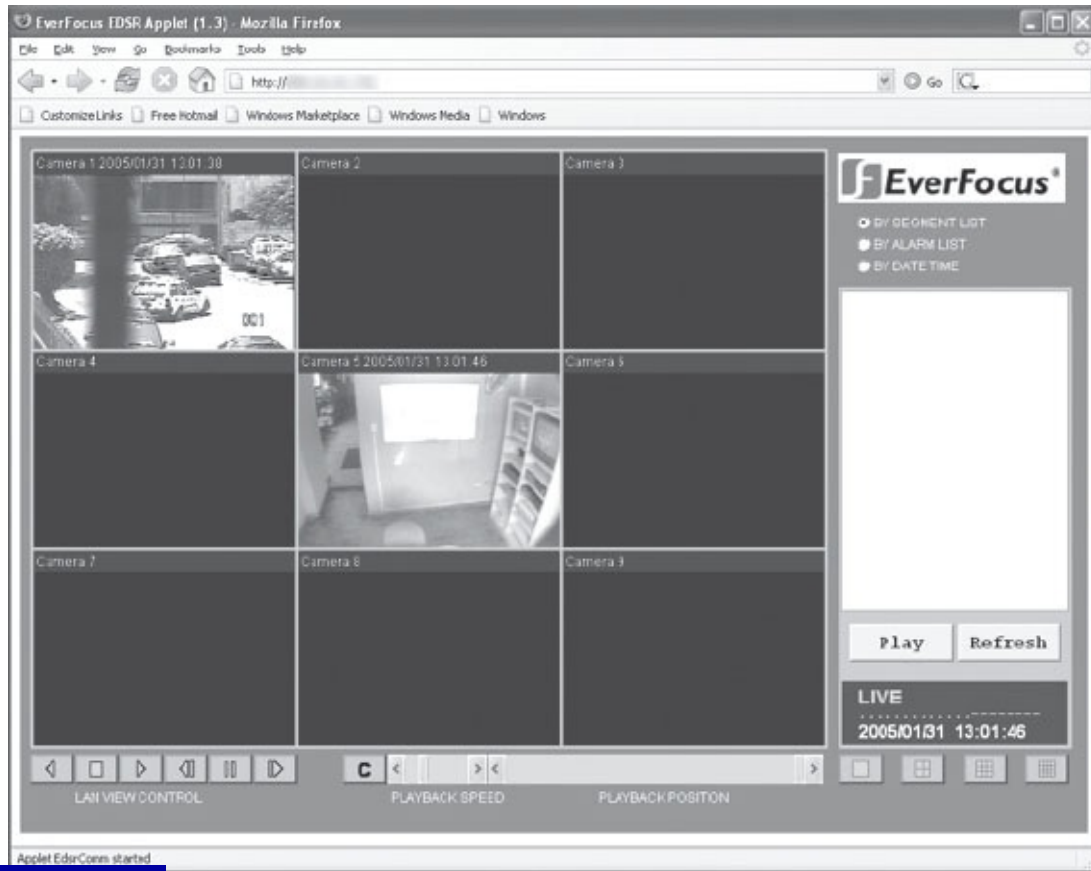 EverFocus EDSR Applet (1.3) - Mozilla Firefox
File Edit View Go Bookmarks Tools Help
http://
Go
Customize Links Free Hotmail Windows Marketplace Windows Media Windows
Camera 1 2005/01/31 13:01:38
Camera 2
Camera 3
EverFocus®
BY SEGMENT LIST
BY ALARM LIST
BY DATE TIME
001
Camera 4
Camera 5 2005/01/31 13:01:46
Camera 6
Camera 7
Camera 8
Camera 9
Play Refresh
LIVE
2005/01/31 13:01:46
C
LAN VIEW CONTROL
PLAYBACK SPEED
PLAYBACK POSITION
Applet EdsrComm started